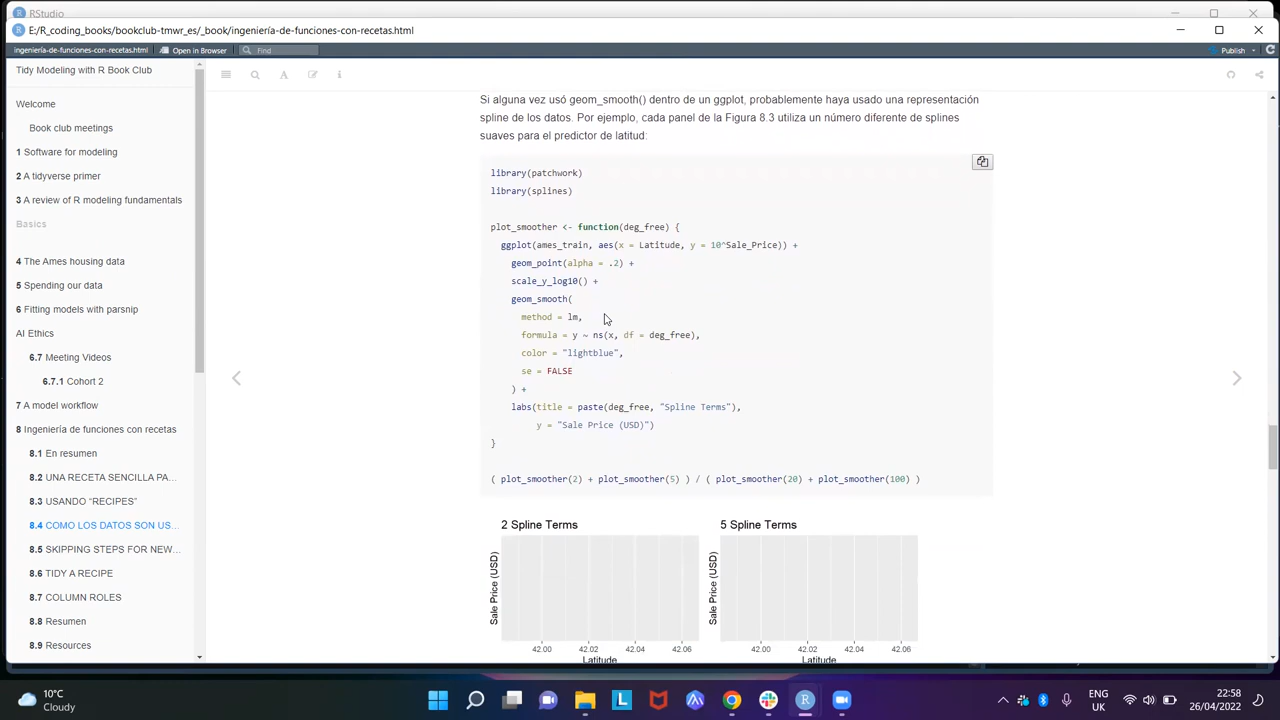 RStudio
E:/R_coding_books/bookclub-tmwr_es/_book/ingeniería-de-funciones-con-recetas.html
ingeniería-de-funciones-con-recetas.html
Open in Browser
Find
Publish
Tidy Modeling with R Book Club
Welcome
Book club meetings
1 Software for modeling
2 A tidyverse primer
3 A review of R modeling fundamentals
Basics
4 The Ames housing data
5 Spending our data
6 Fitting models with parsnip
AI Ethics
6.7 Meeting Videos
6.7.1 Cohort 2
7 A model workflow
8 Ingeniería de funciones con recetas
8.1 En resumen
8.2 UNA RECETA SENCILLA PA...
8.3 USANDO “RECIPES”
8.4 COMO LOS DATOS SON US...
8.5 SKIPPING STEPS FOR NEW...
8.6 TIDY A RECIPE
8.7 COLUMN ROLES
8.8 Resumen
8.9 Resources
Si alguna vez usó geom_smooth() dentro de un ggplot, probablemente haya usado una representación
spline de los datos. Por ejemplo, cada panel de la Figura 8.3 utiliza un número diferente de splines
suaves para el predictor de latitud:
library(patchwork)
library(splines)
plot_smoother <- function(deg_free) {
ggplot(ames_train, aes(x = Latitude, y = 10^Sale_Price)) +
geom_point(alpha = .2) +
scale_y_log10() +
geom_smooth(
method = lm,
formula = y ~ ns(x, df = deg_free),
color = "lightblue",
se = FALSE
) +
labs(title = paste(deg_free, "Spline Terms"),
y = "Sale Price (USD)")
}
( plot_smoother(2) + plot_smoother(5) ) / ( plot_smoother(20) + plot_smoother(100) )
2 Spline Terms
Sale Price (USD)
42.00 42.02 42.04 42.06
Latitude
5 Spline Terms
Sale Price (USD)
42.00 42.02 42.04 42.06
Latitude
10°C
Cloudy
ENG
UK
22:58
26/04/2022